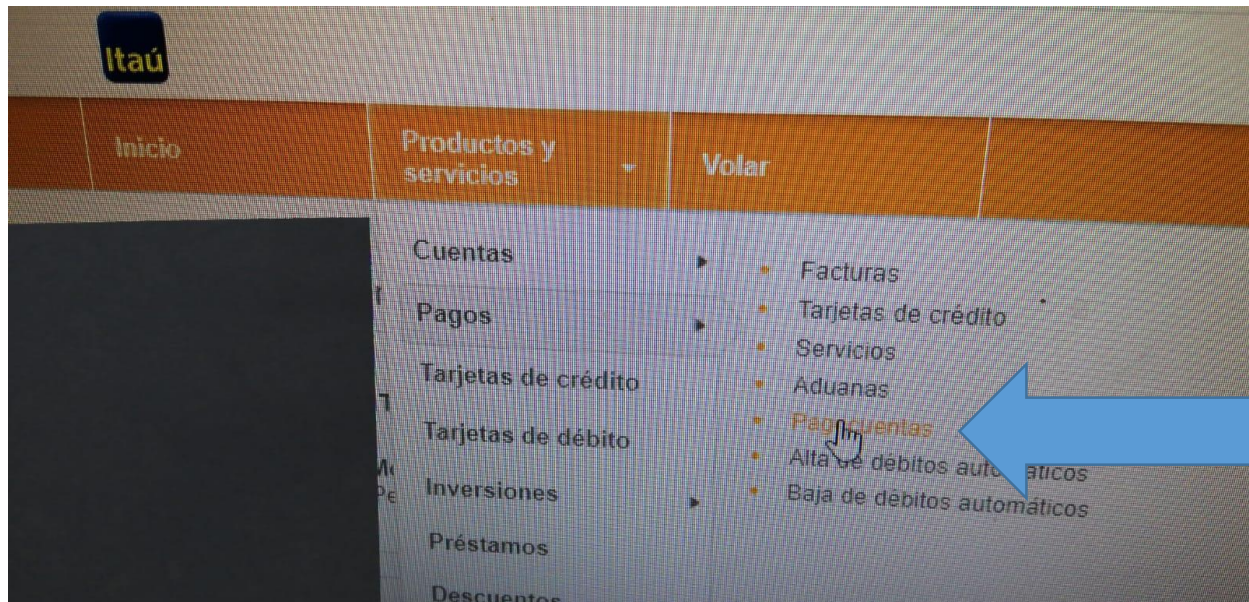 Itaú
Inicio
Productos y
servicios
Volar
Cuentas
Pagos
Tarjetas de crédito
Tarjetas de débito
Inversiones
Préstamos
Descuentos
Facturas
Tarjetas de crédito
Servicios
Aduanas
Pagocuentas
Alta de débitos automáticos
Baja de débitos automáticos